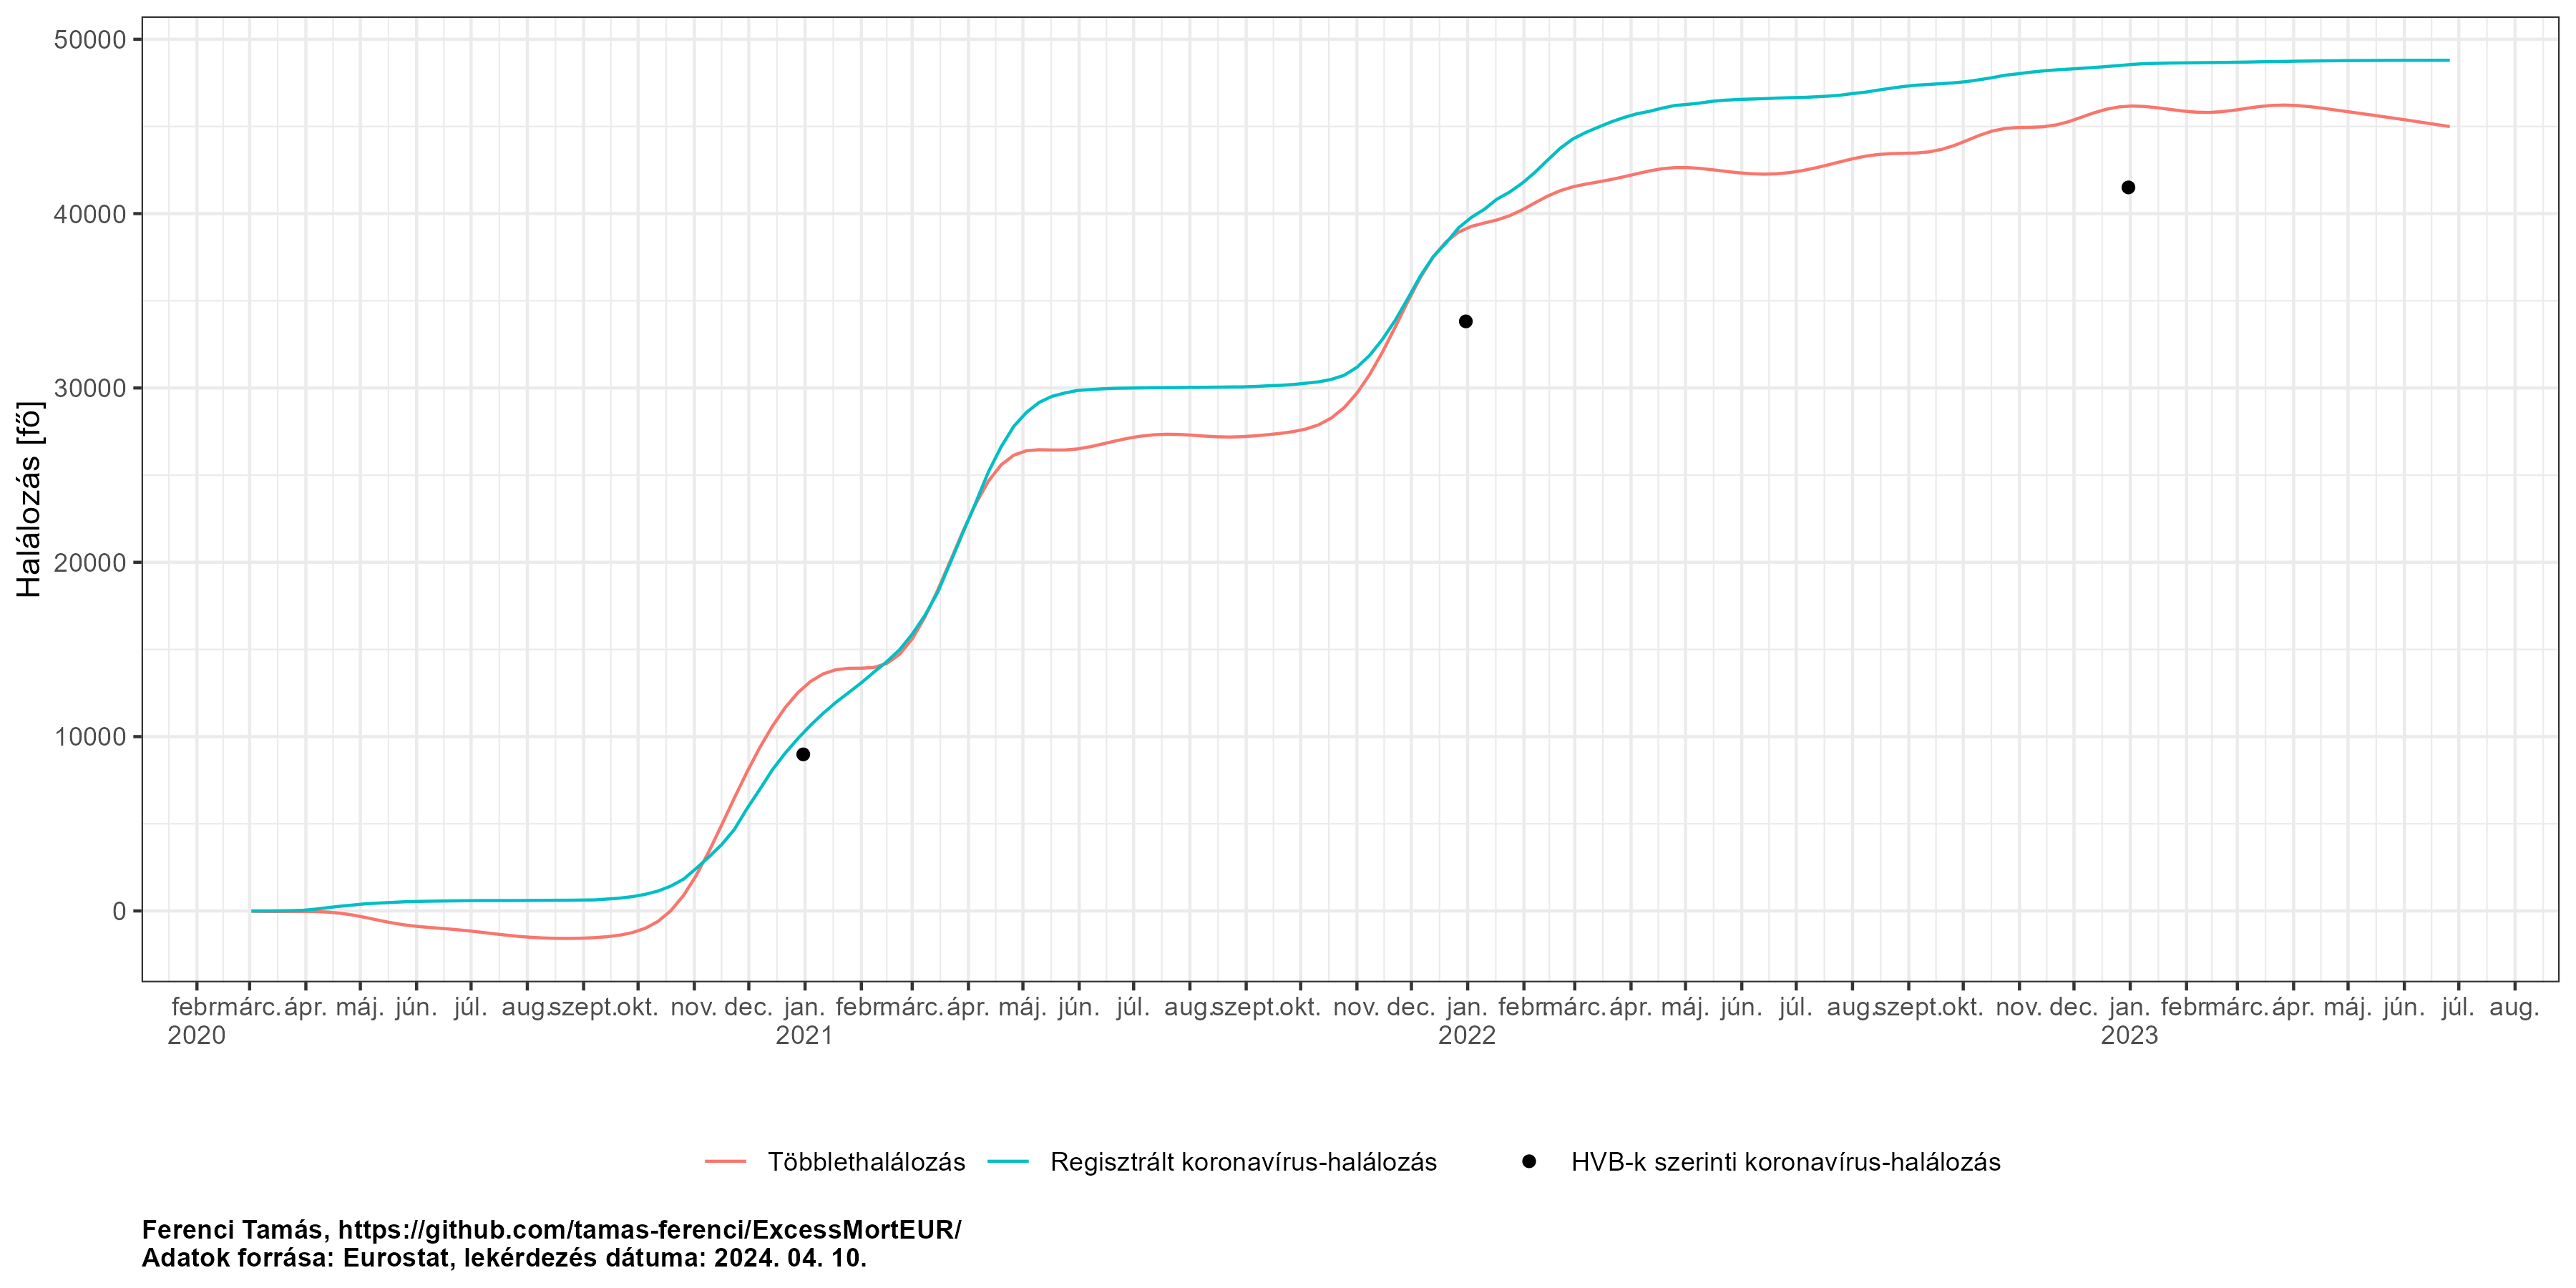 50000
40000
30000
20000
10000
0
Halálozás [fő]
febr. márc. ápr. máj. jún. júl. aug. szept. okt. nov. dec. jan. febr. márc. ápr. máj. jún. júl. aug. szept. okt. nov. dec. jan. febr. márc. ápr. máj. jún. júl. aug. szept. okt. nov. dec. jan. febr. márc. ápr. máj. jún. júl. aug.
2020 2021 2022 2023
Többlethalálozás Regisztrált koronavírus-halálozás HVB-k szerinti koronavírus-halálozás
Ferenci Tamás, https://github.com/tamas-ferenci/ExcessMortEUR/
Adatok forrása: Eurostat, lekérdezés dátuma: 2024. 04. 10.